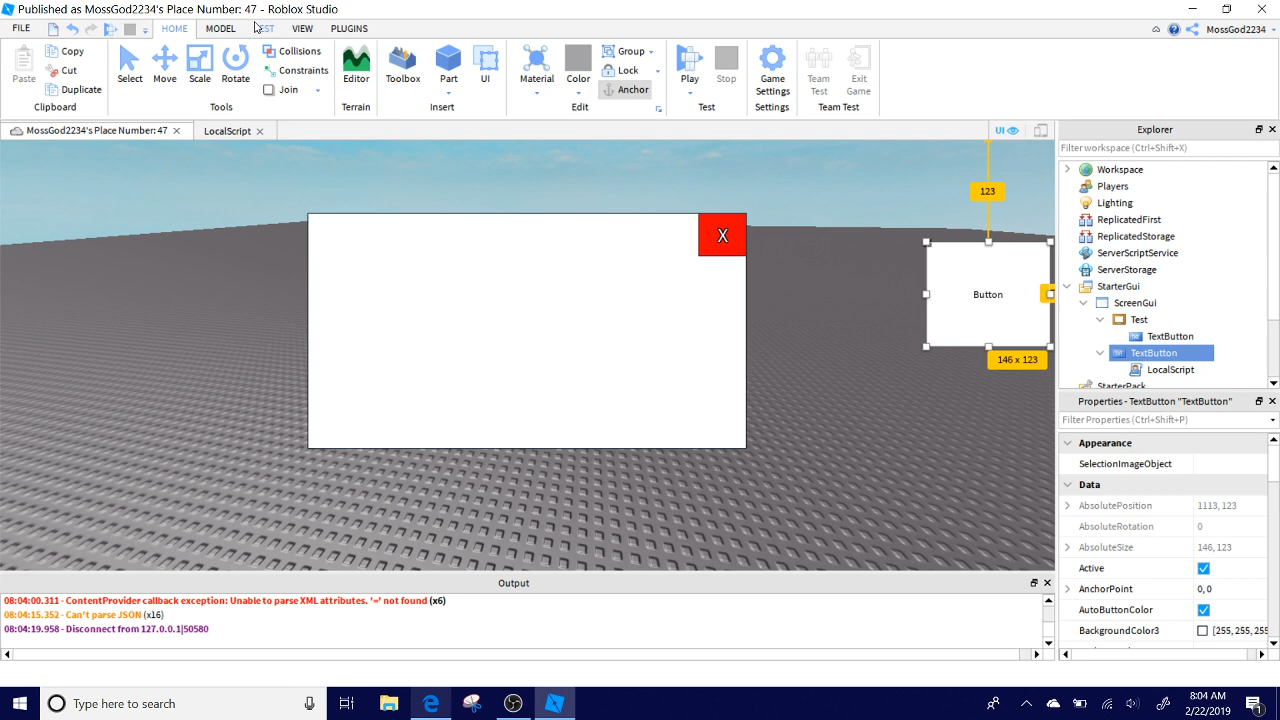 Published as MossGod2234's Place Number: 47 - Roblox Studio
FILE HOME MODEL TEST VIEW PLUGINS MossGod2234
Paste Copy Cut Duplicate Clipboard
Select Move Scale Rotate Collisions Constraints Join Tools
Editor Terrain
Toolbox Part UI Insert
Material Color Group Lock Anchor Edit
Play Stop Test
Game Settings Settings
Team Test Exit Game Team Test
MossGod2234's Place Number: 47 LocalScript UI
123
X
Button
146 x 123
Explorer
Filter workspace (Ctrl+Shift+X)
Workspace
Players
Lighting
ReplicatedFirst
ReplicatedStorage
ServerScriptService
ServerStorage
StarterGui
ScreenGui
Test
TextButton
TextButton
LocalScript
StarterPack
Properties - TextButton "TextButton"
Filter Properties (Ctrl+Shift+P)
Appearance
SelectionImageObject
Data
AbsolutePosition 1113, 123
AbsoluteRotation 0
AbsoluteSize 146, 123
Active
AnchorPoint 0, 0
AutoButtonColor
BackgroundColor3 [255, 255, 255
Output
08:04:00.311 - ContentProvider callback exception: Unable to parse XML attributes. '=' not found (x6)
08:04:15.352 - Can't parse JSON (x16)
08:04:19.958 - Disconnect from 127.0.0.1|50580
Type here to search
8:04 AM
2/22/2019
1